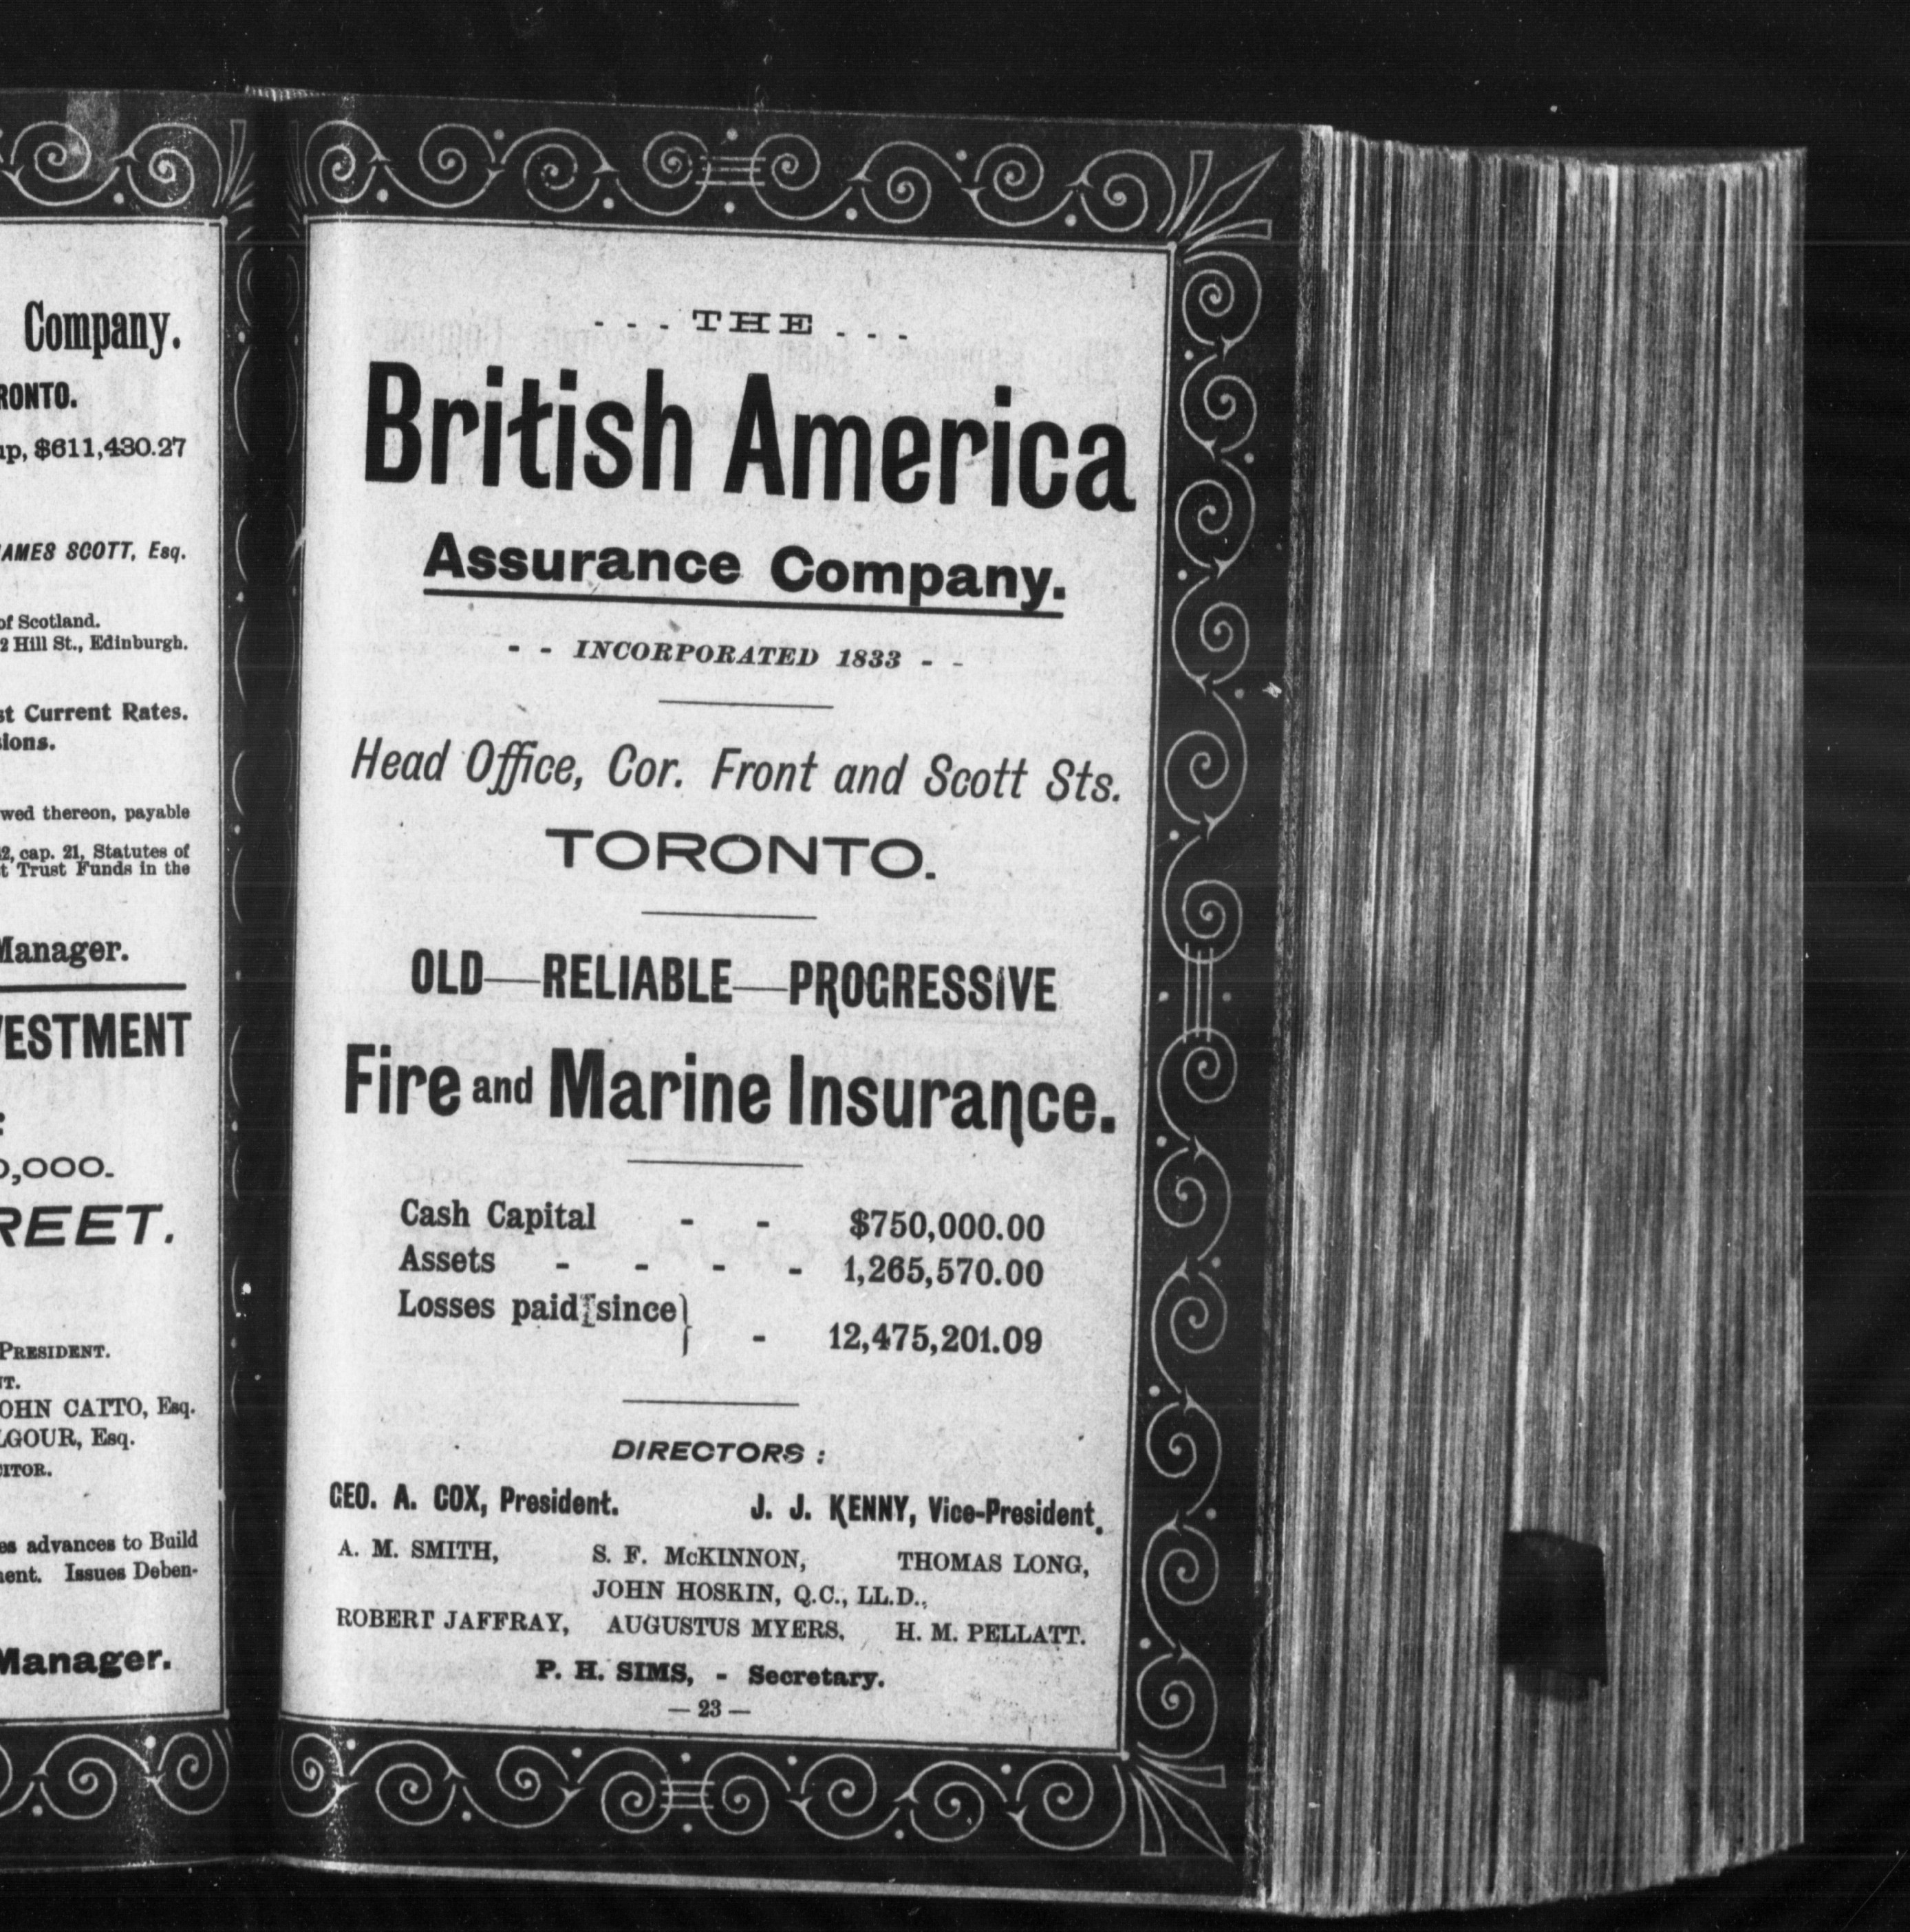 Company.
RONTO.
up, $611,430.27
JAMES SCOTT, Esq.
of Scotland.
2 Hill St., Edinburgh.
st Current Rates.
sions.
wed thereon, payable
2, cap. 21, Statutes of
t Trust Funds in the
Manager.
VESTMENT
0,000.
REET.
PRESIDENT.
NT.
JOHN CATTO, Esq.
LGOUR, Esq.
CITOR.
es advances to Build
ment. Issues Deben-
Manager.
- - - THE - - -
British America
Assurance Company.
- - INCORPORATED 1833 - -
Head Office, Cor. Front and Scott Sts.
TORONTO.
OLD—RELIABLE—PROGRESSIVE
Fire and Marine Insurance.
Cash Capital - - $750,000.00
Assets - - - - 1,265,570.00
Losses paid since} - 12,475,201.09
DIRECTORS :
GEO. A. COX, President. J. J. KENNY, Vice-President.
A. M. SMITH, S. F. McKINNON, THOMAS LONG,
JOHN HOSKIN, Q.C., LL.D.,
ROBERT JAFFRAY, AUGUSTUS MYERS, H. M. PELLATT.
P. H. SIMS, - Secretary.
— 23 —